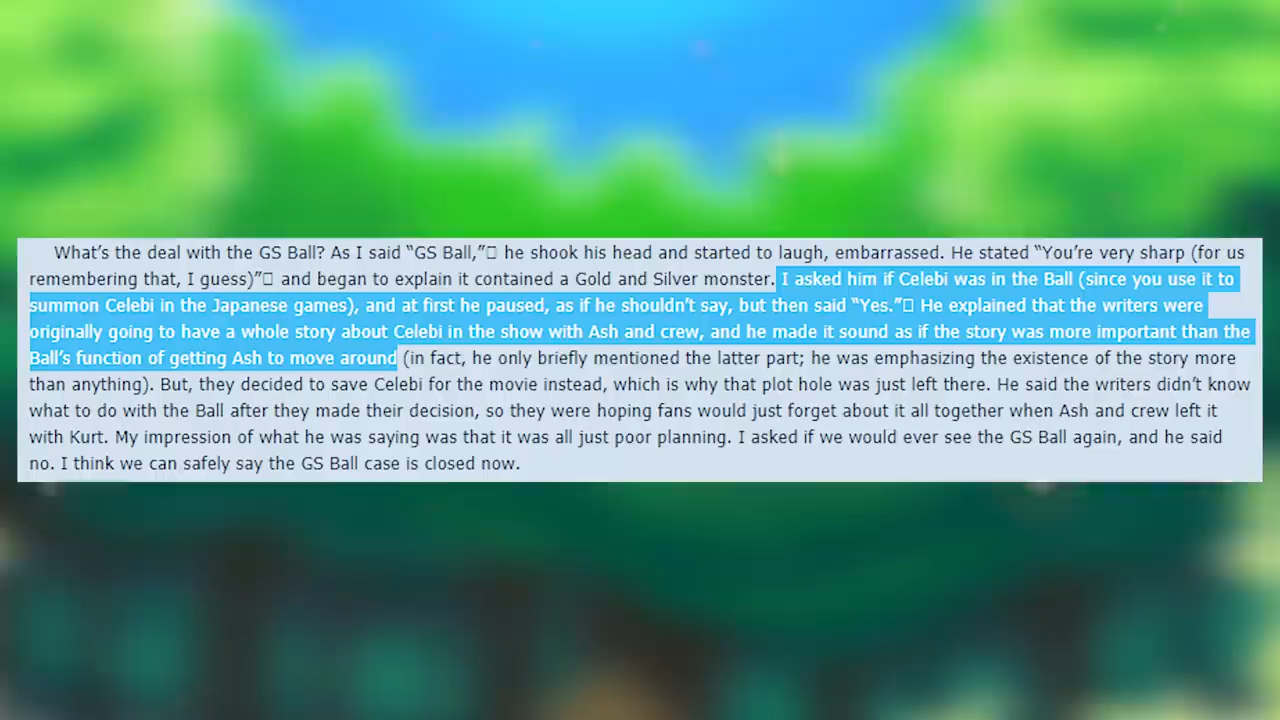 What's the deal with the GS Ball? As I said “GS Ball,”□ he shook his head and started to laugh, embarrassed. He stated “You're very sharp (for us
remembering that, I guess)”□ and began to explain it contained a Gold and Silver monster. I asked him if Celebi was in the Ball (since you use it to
summon Celebi in the Japanese games), and at first he paused, as if he shouldn't say, but then said “Yes.”□ He explained that the writers were
originally going to have a whole story about Celebi in the show with Ash and crew, and he made it sound as if the story was more important than the
Ball's function of getting Ash to move around (in fact, he only briefly mentioned the latter part; he was emphasizing the existence of the story more
than anything). But, they decided to save Celebi for the movie instead, which is why that plot hole was just left there. He said the writers didn't know
what to do with the Ball after they made their decision, so they were hoping fans would just forget about it all together when Ash and crew left it
with Kurt. My impression of what he was saying was that it was all just poor planning. I asked if we would ever see the GS Ball again, and he said
no. I think we can safely say the GS Ball case is closed now.